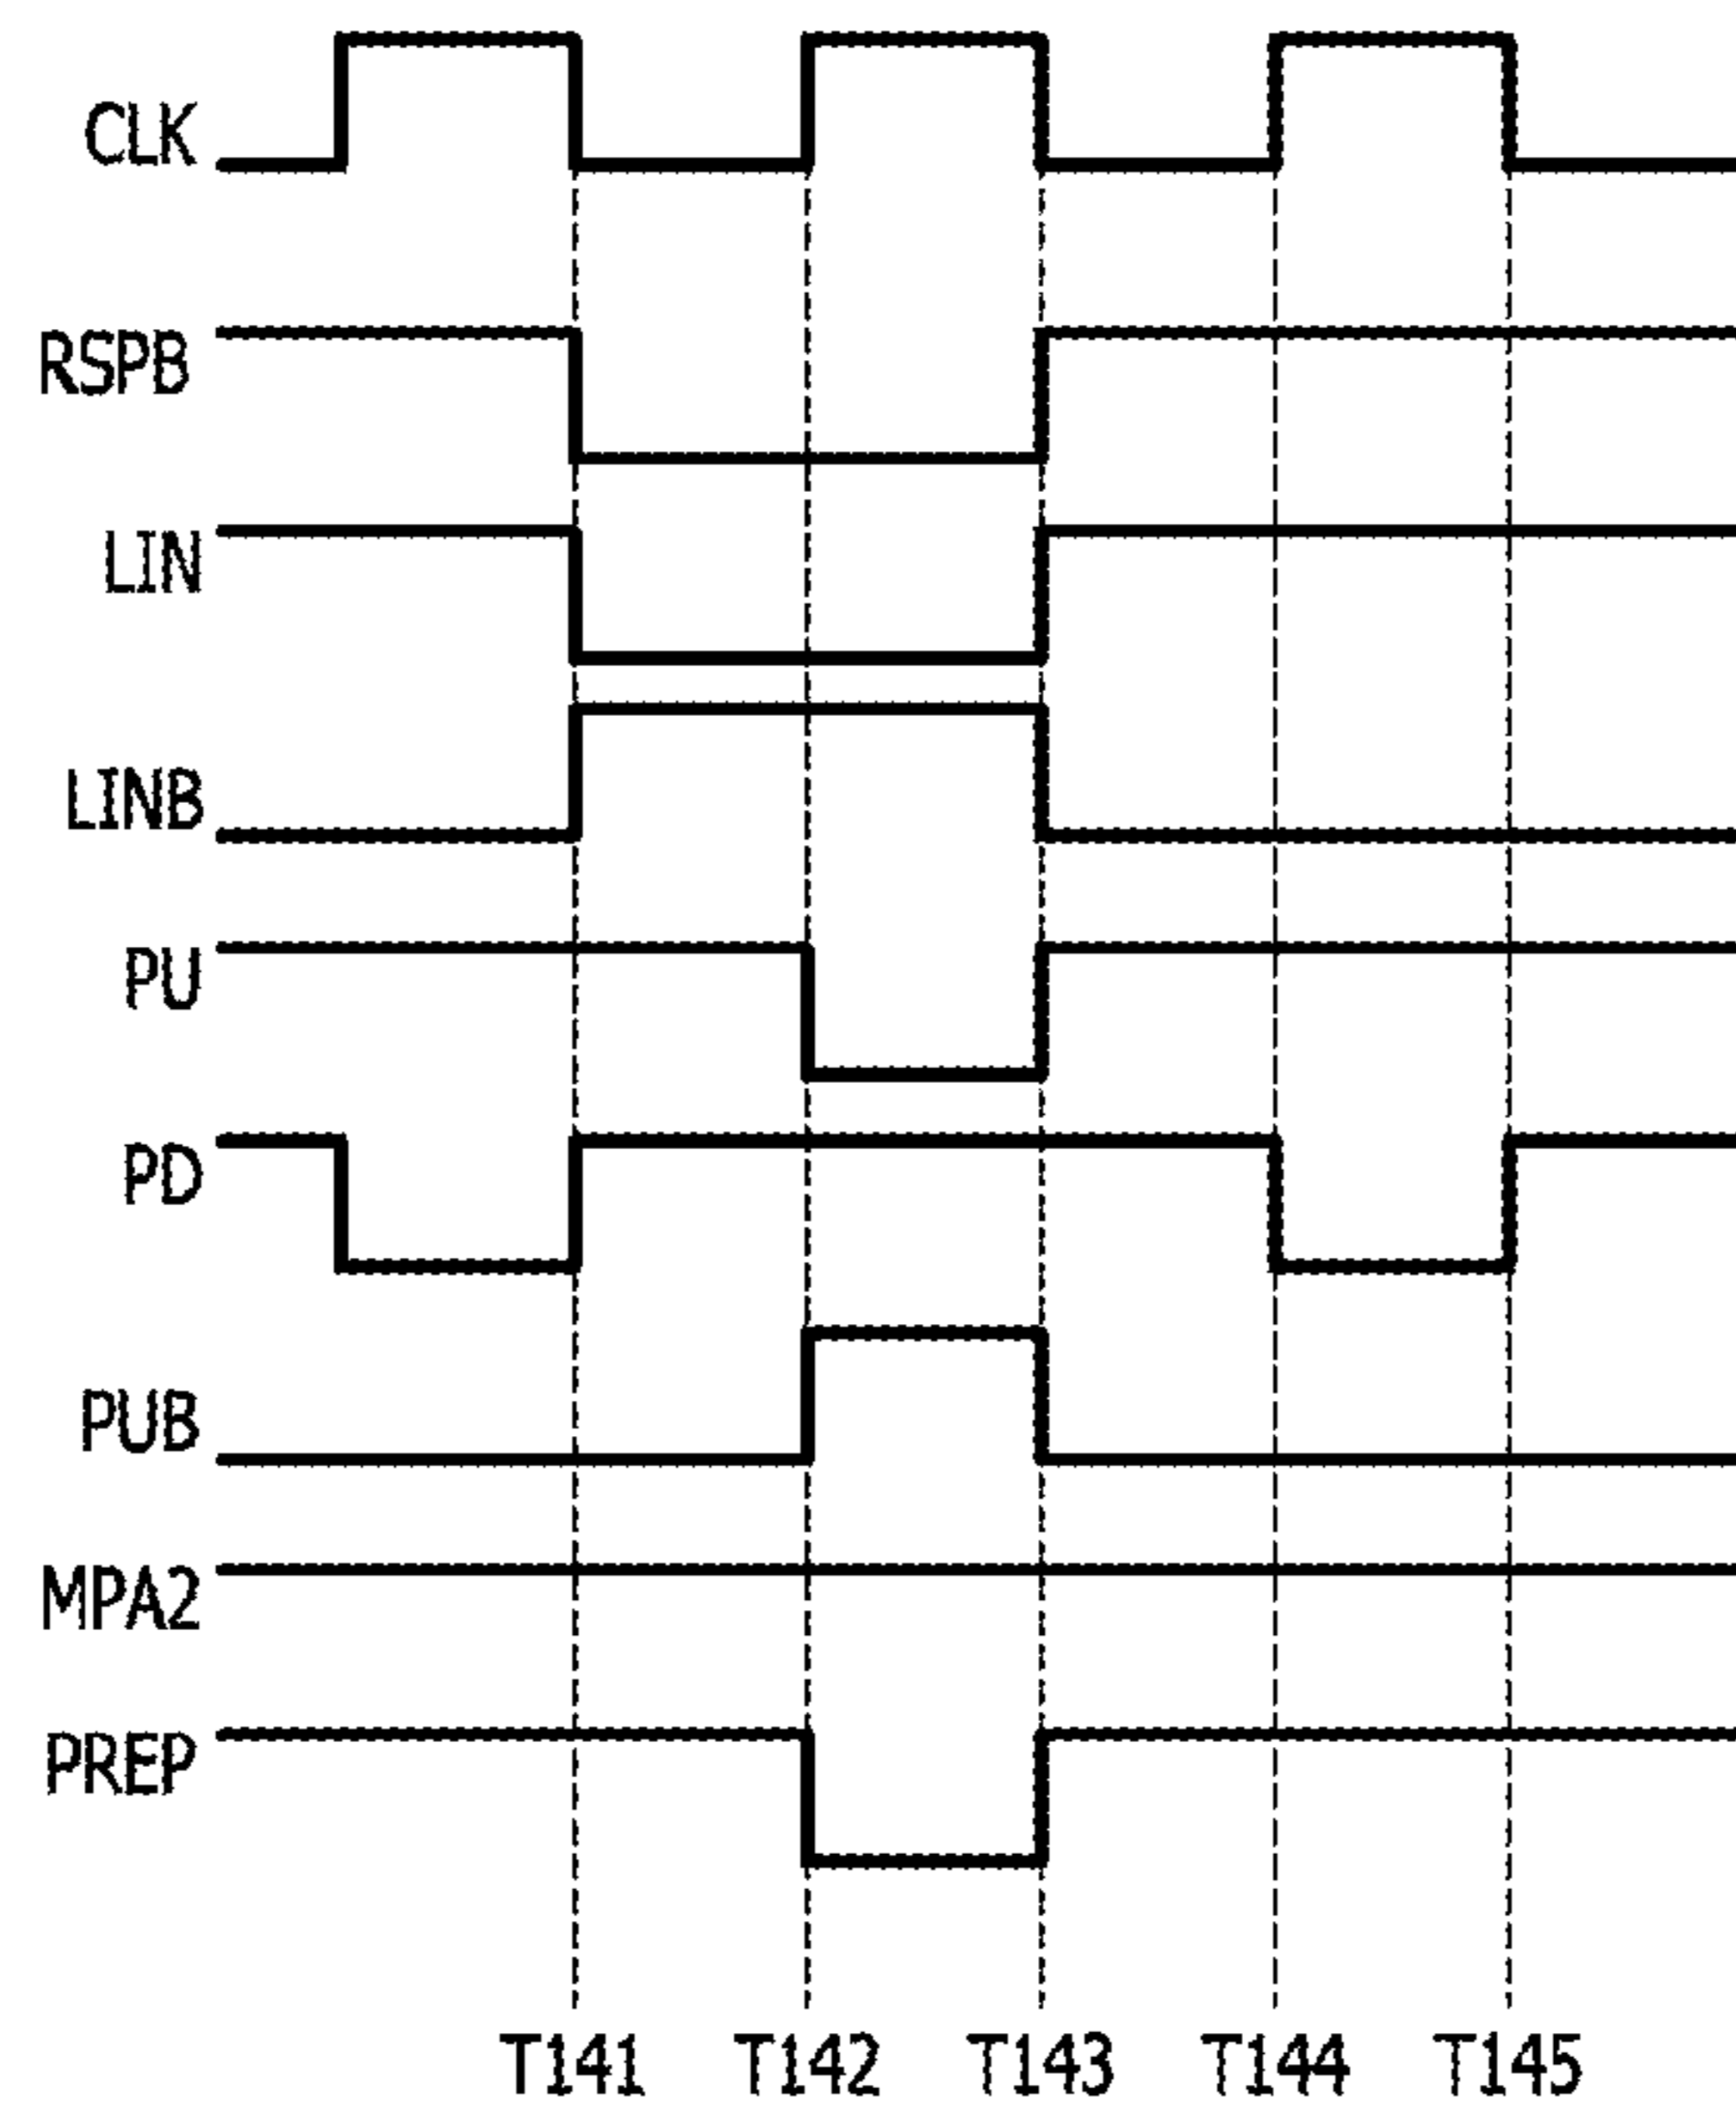 CLK
RSPB
LIN
LINB
PU
PD
PUB
MPA2
PREP
T141 T142 T143 T144 T145